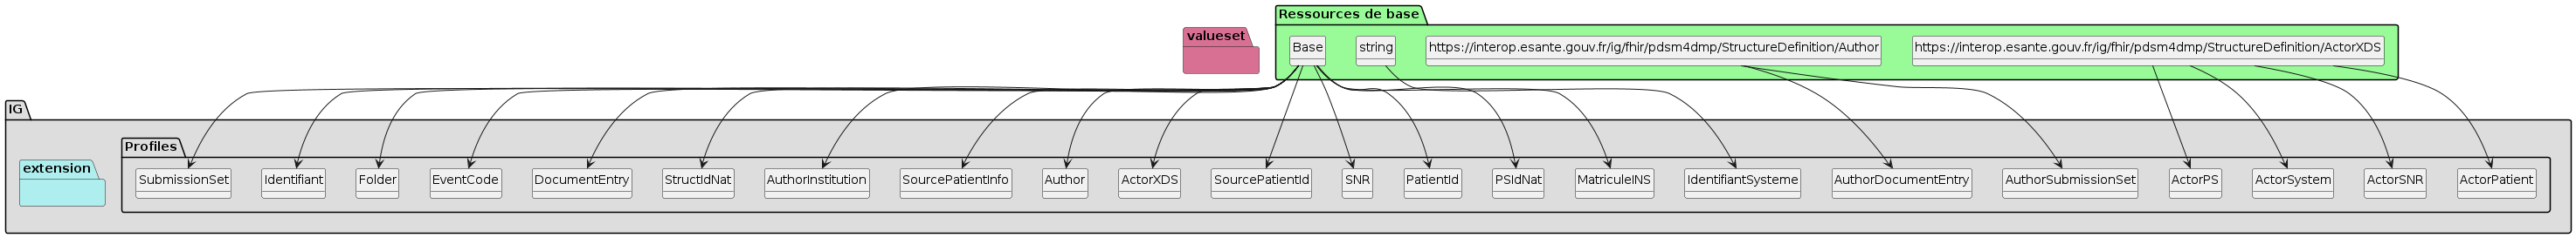 Ressources de base
valueset
Base
string
https://interop.esante.gouv.fr/ig/fhir/pdsm4dmp/StructureDefinition/Author
https://interop.esante.gouv.fr/ig/fhir/pdsm4dmp/StructureDefinition/ActorXDS
IG
Profiles
extension
SubmissionSet
Identifiant
Folder
EventCode
DocumentEntry
StructIdNat
AuthorInstitution
SourcePatientInfo
Author
ActorXDS
SourcePatientId
SNR
PatientId
PSIdNat
MatriculeINS
IdentifiantSysteme
AuthorDocumentEntry
AuthorSubmissionSet
ActorPS
ActorSystem
ActorSNR
ActorPatient